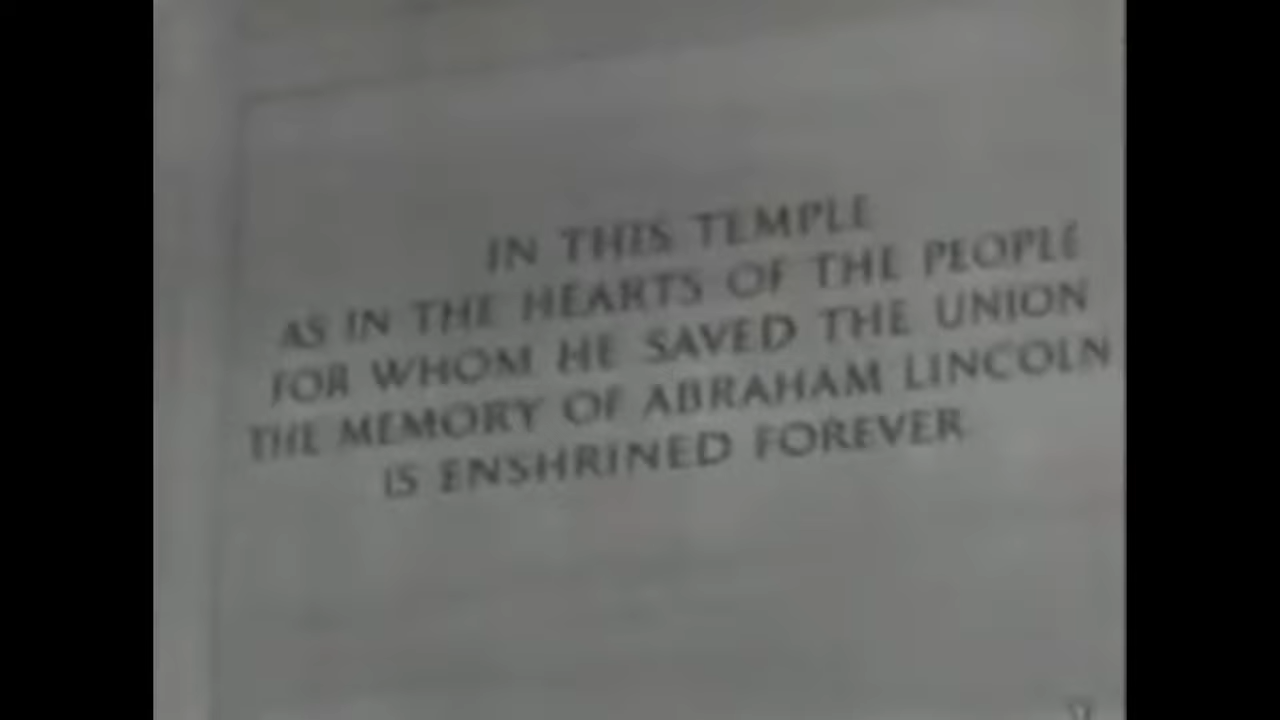 IN THIS TEMPLE
AS IN THE HEARTS OF THE PEOPLE
FOR WHOM HE SAVED THE UNION
THE MEMORY OF ABRAHAM LINCOLN
IS ENSHRINED FOREVER